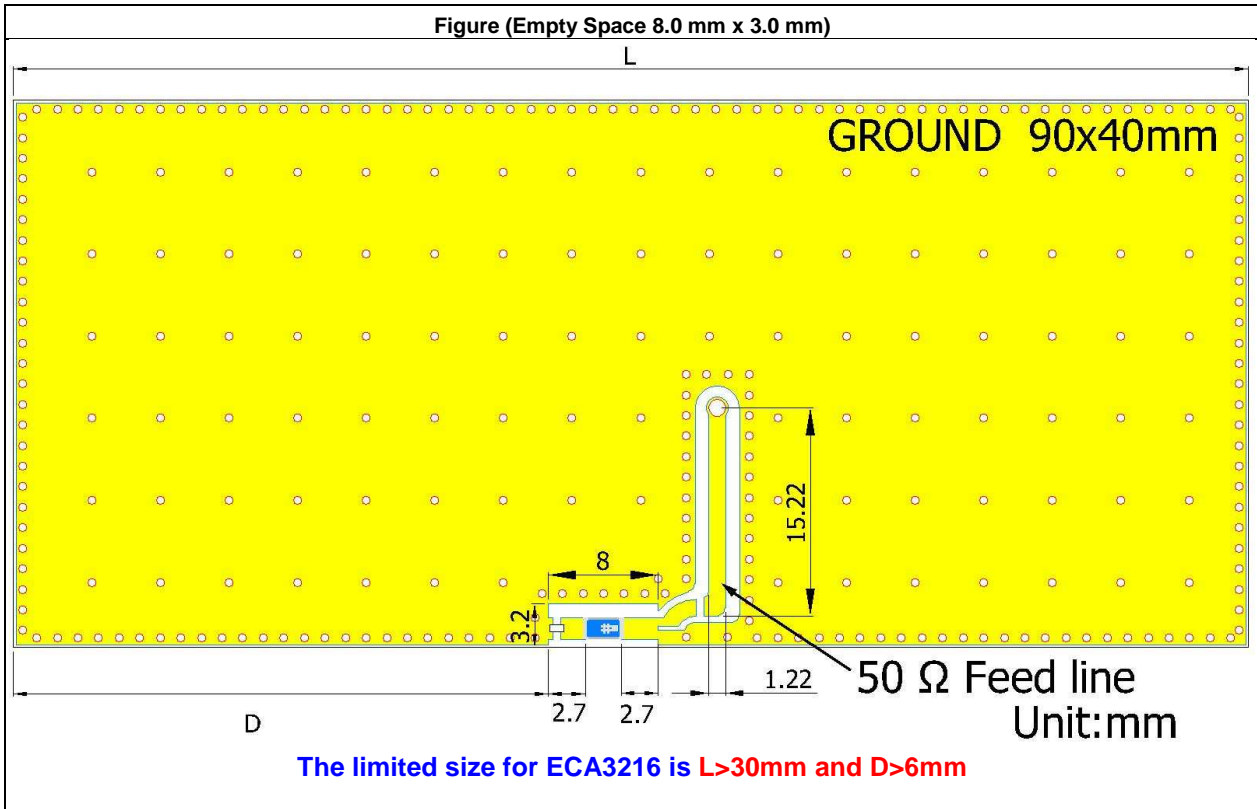 Figure (Empty Space 8.0 mm x 3.0 mm)
L
GROUND 90x40mm
15.22
8
3.2
1.22
50 Ω Feed line
2.7
2.7
Unit:mm
D
The limited size for ECA3216 is L>30mm and D>6mm